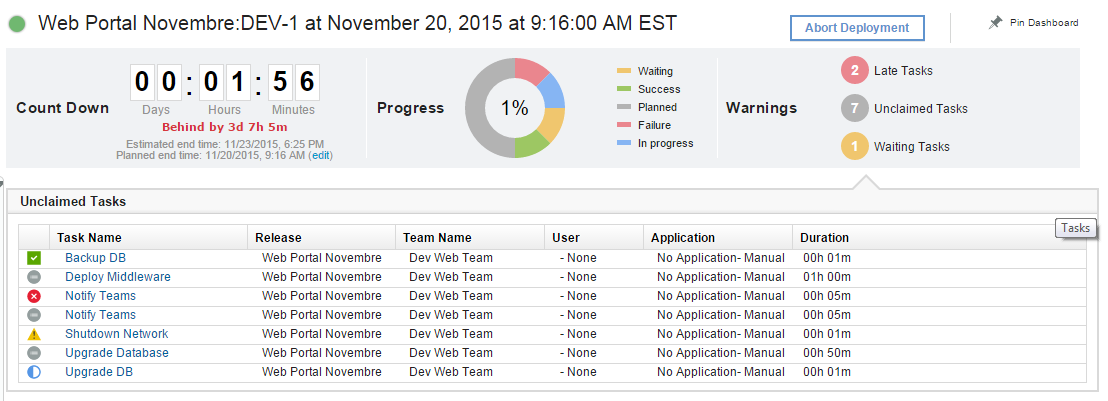 Web Portal Novembre:DEV-1 at November 20, 2015 at 9:16:00 AM EST
Abort Deployment
Pin Dashboard
Count Down
00:01:56
Days Hours Minutes
Behind by 3d 7h 5m
Estimated end time: 11/23/2015, 6:25 PM
Planned end time: 11/20/2015, 9:16 AM (edit)
Progress
1%
Waiting
Success
Planned
Failure
In progress
Warnings
2 Late Tasks
7 Unclaimed Tasks
1 Waiting Tasks
Unclaimed Tasks
Tasks
Task Name Release Team Name User Application Duration
Backup DB Web Portal Novembre Dev Web Team - None No Application- Manual 00h 01m
Deploy Middleware Web Portal Novembre Dev Web Team - None No Application- Manual 01h 00m
Notify Teams Web Portal Novembre Dev Web Team - None No Application- Manual 00h 05m
Notify Teams Web Portal Novembre Dev Web Team - None No Application- Manual 00h 05m
Shutdown Network Web Portal Novembre Dev Web Team - None No Application- Manual 00h 01m
Upgrade Database Web Portal Novembre Dev Web Team - None No Application- Manual 00h 50m
Upgrade DB Web Portal Novembre Dev Web Team - None No Application- Manual 00h 01m